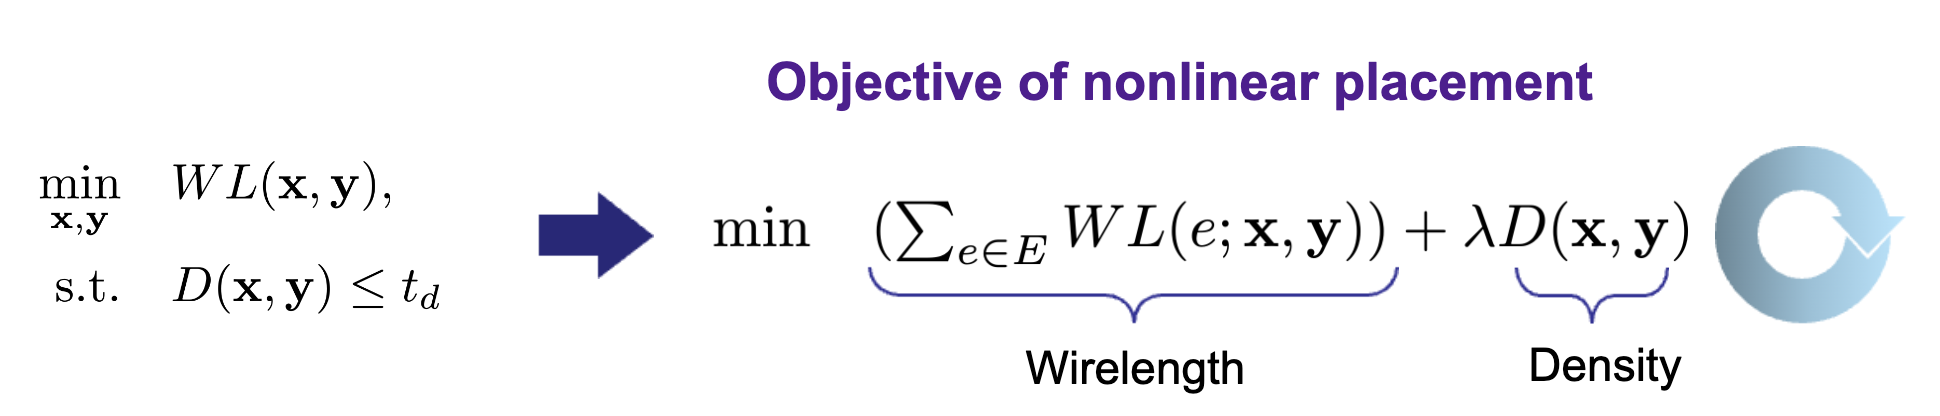 Objective of nonlinear placement
min WL(x, y),
x,y
s.t. D(x, y) ≤ t_d
min (∑_{e∈E} WL(e; x, y)) + λD(x, y)
Wirelength
Density